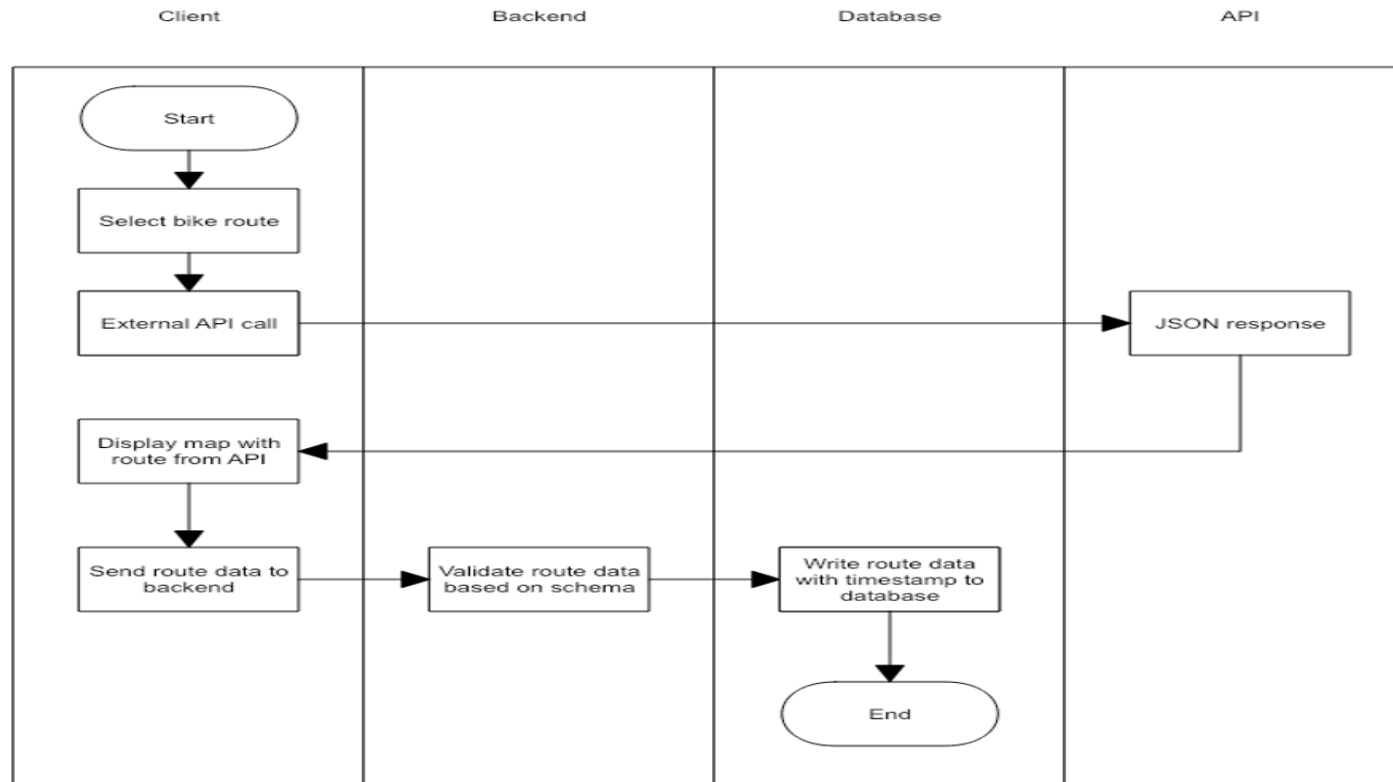 Client
Backend
Database
API
Start
Select bike route
External API call
JSON response
Display map with
route from API
Send route data to
backend
Validate route data
based on schema
Write route data
with timestamp to
database
End